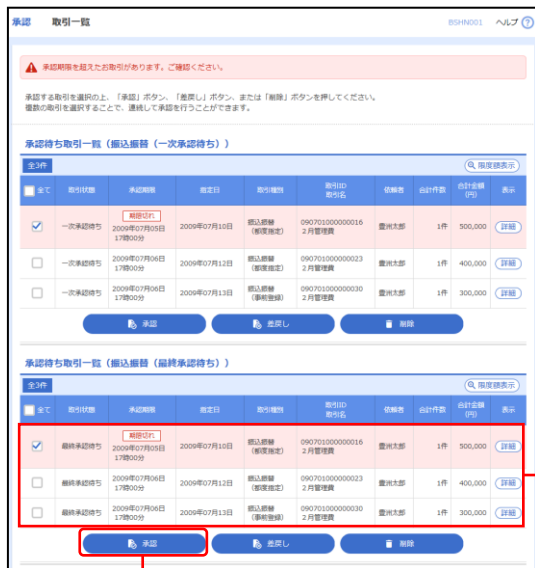 承認 取引一覧 BSHN001 ヘルプ ?
承認期限を超えたお取引があります。ご確認ください。
承認する取引を選択の上、「承認」ボタン、「差戻し」ボタン、または「削除」ボタンを押してください。
複数の取引を選択することで、連続して承認を行うことができます。
承認待ち取引一覧（振込振替（一次承認待ち））
全3件 限度額表示
全て 取引状態 承認期限 指定日 取引種別 取引ID 取引名 依頼者 合計件数 合計金額(円) 表示
期限切れ
一次承認待ち 2009年07月05日 17時00分 2009年07月10日 振込振替（都度指定） 090701000000016 2月管理費 豊洲太郎 1件 500,000 詳細
一次承認待ち 2009年07月06日 17時00分 2009年07月12日 振込振替（都度指定） 090701000000023 2月管理費 豊洲太郎 1件 400,000 詳細
一次承認待ち 2009年07月06日 17時00分 2009年07月13日 振込振替（事前登録） 090701000000030 2月管理費 豊洲太郎 1件 300,000 詳細
承認 差戻し 削除
承認待ち取引一覧（振込振替（最終承認待ち））
全3件 限度額表示
全て 取引状態 承認期限 指定日 取引種別 取引ID 取引名 依頼者 合計件数 合計金額(円) 表示
期限切れ
最終承認待ち 2009年07月05日 17時00分 2009年07月10日 振込振替（都度指定） 090701000000016 2月管理費 豊洲太郎 1件 500,000 詳細
最終承認待ち 2009年07月06日 17時00分 2009年07月12日 振込振替（都度指定） 090701000000023 2月管理費 豊洲太郎 1件 400,000 詳細
最終承認待ち 2009年07月06日 17時00分 2009年07月13日 振込振替（事前登録） 090701000000030 2月管理費 豊洲太郎 1件 300,000 詳細
承認 差戻し 削除